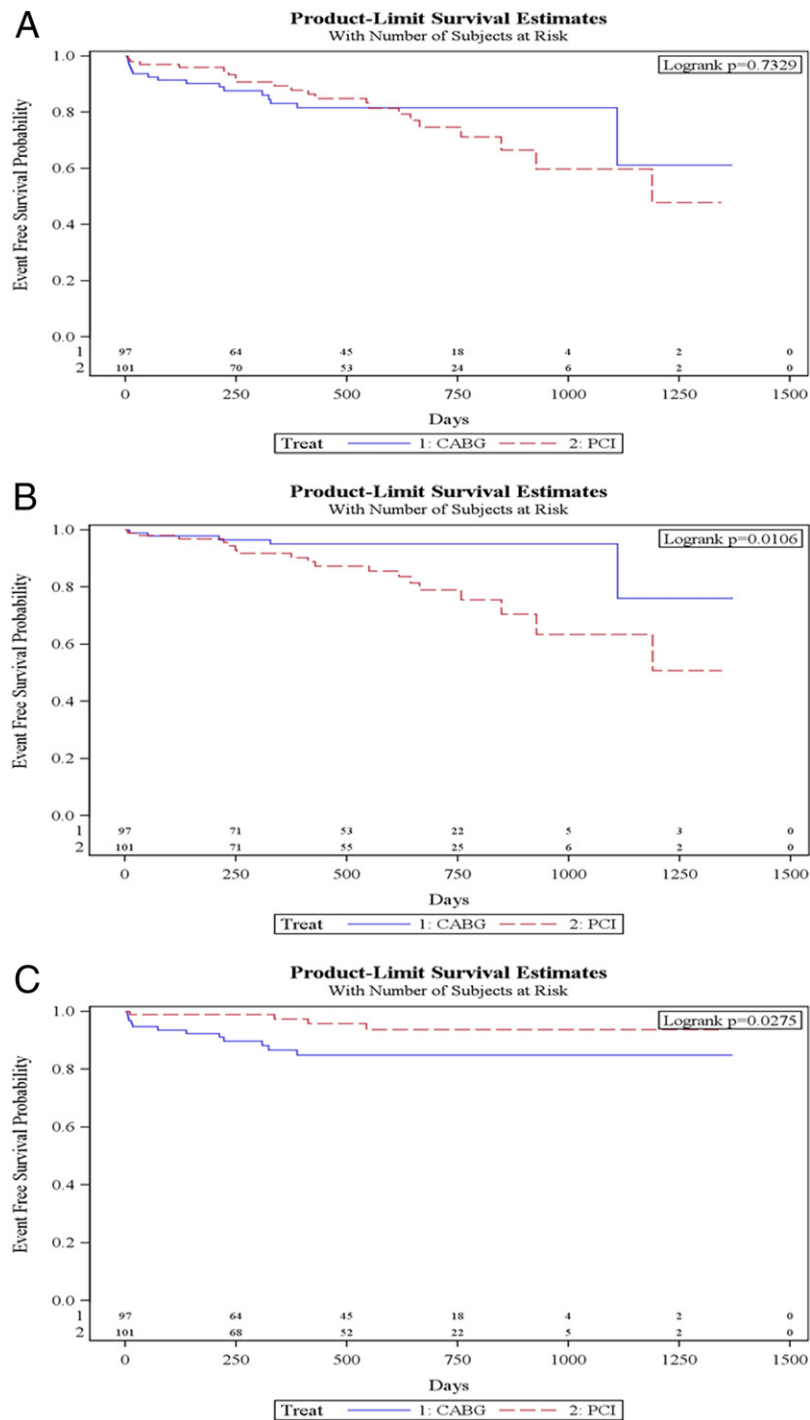 A
Product-Limit Survival Estimates
With Number of Subjects at Risk
Logrank p=0.7329
Event Free Survival Probability
1.0
0.8
0.6
0.4
0.2
0.0
1 97 64 45 18 4 2 0
2 101 70 53 24 6 2 0
0 250 500 750 1000 1250 1500
Days
Treat 1: CABG 2: PCI
B
Product-Limit Survival Estimates
With Number of Subjects at Risk
Logrank p=0.0106
Event Free Survival Probability
1.0
0.8
0.6
0.4
0.2
0.0
1 97 71 53 22 5 3 0
2 101 71 55 25 6 2 0
0 250 500 750 1000 1250 1500
Days
Treat 1: CABG 2: PCI
C
Product-Limit Survival Estimates
With Number of Subjects at Risk
Logrank p=0.0275
Event Free Survival Probability
1.0
0.8
0.6
0.4
0.2
0.0
1 97 64 45 18 4 2 0
2 101 68 52 22 5 2 0
0 250 500 750 1000 1250 1500
Days
Treat 1: CABG 2: PCI